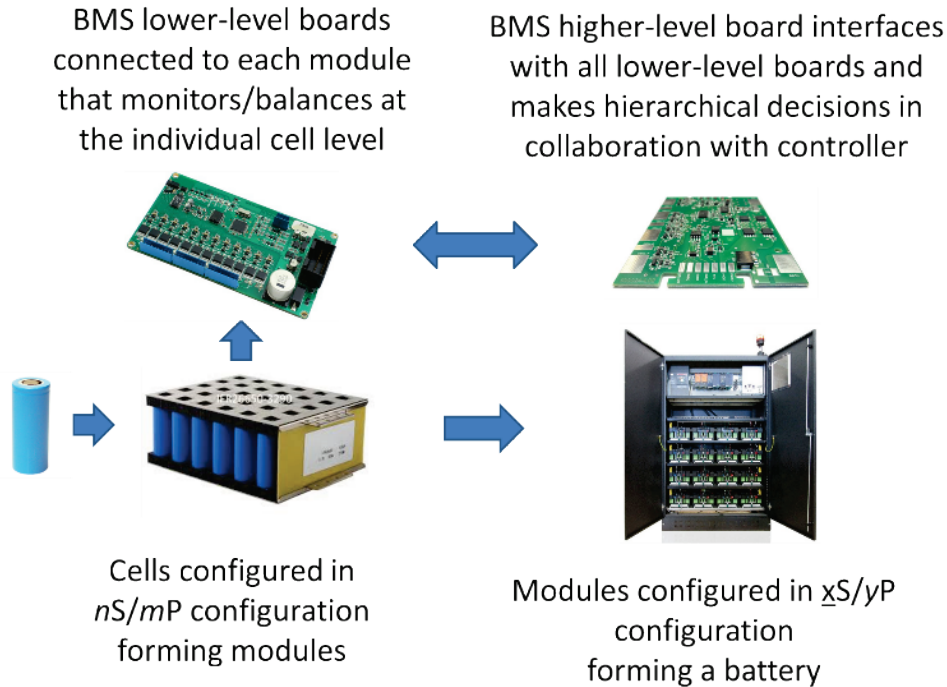 BMS lower-level boards
connected to each module
that monitors/balances at
the individual cell level
BMS higher-level board interfaces
with all lower-level boards and
makes hierarchical decisions in
collaboration with controller
Cells configured in
nS/mP configuration
forming modules
Modules configured in xS/yP
configuration
forming a battery